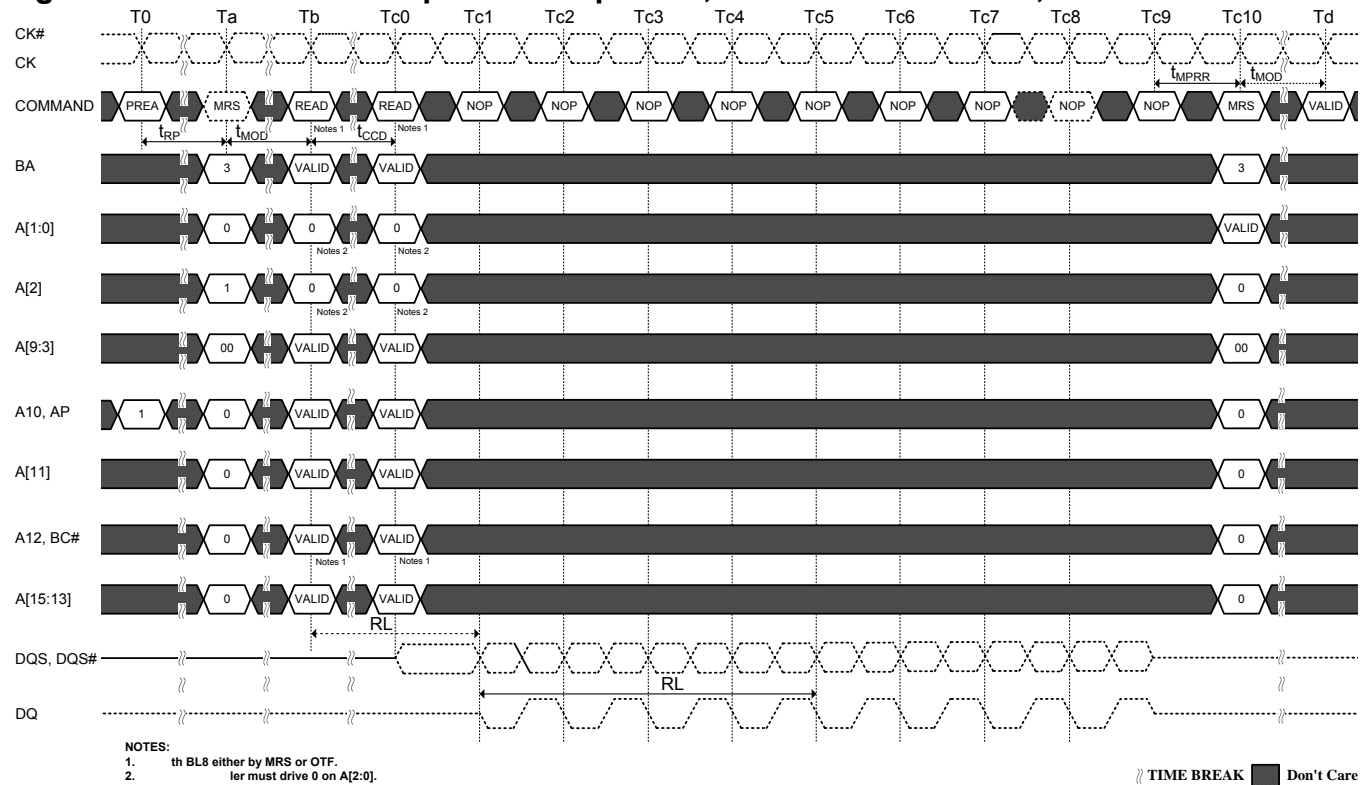 T0 Ta Tb Tc0 Tc1 Tc2 Tc3 Tc4 Tc5 Tc6 Tc7 Tc8 Tc9 Tc10 Td
CK#
CK
tMPRR tMOD
COMMAND PREA MRS READ READ NOP NOP NOP NOP NOP NOP NOP NOP NOP MRS VALID
Notes 1 Notes 1
tRP tMOD tCCD
BA 3 VALID VALID 3
A[1:0] 0 0 0 VALID
Notes 2 Notes 2
A[2] 1 0 0 0
Notes 2 Notes 2
A[9:3] 00 VALID VALID 00
A10, AP 1 0 VALID VALID 0
A[11] 0 VALID VALID 0
A12, BC# 0 VALID VALID 0
Notes 1 Notes 1
A[15:13] 0 VALID VALID 0
RL
DQS, DQS#
RL
DQ
NOTES:
1. th BL8 either by MRS or OTF.
2. ler must drive 0 on A[2:0].
TIME BREAK Don't Care